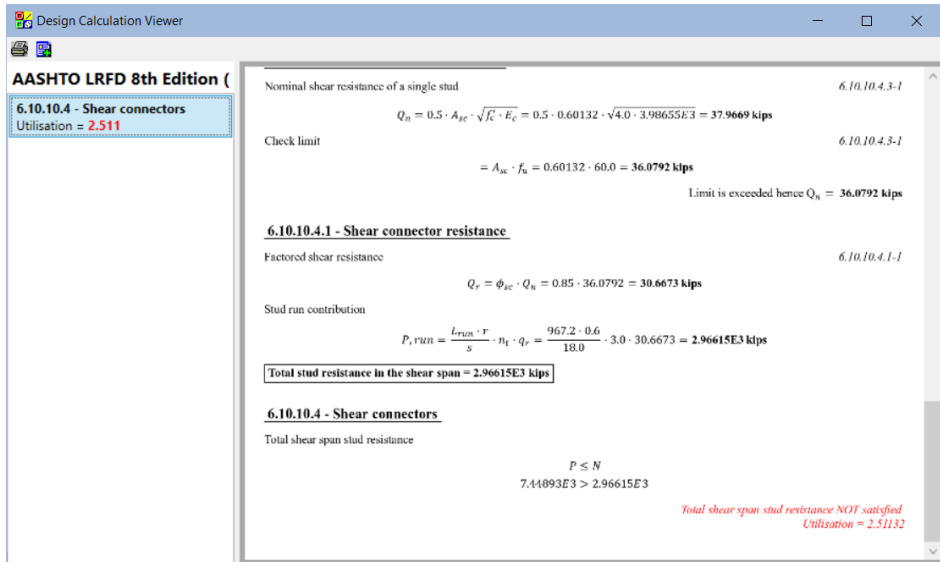 Design Calculation Viewer
AASHTO LRFD 8th Edition (
6.10.10.4 - Shear connectors
Utilisation = 2.511
Nominal shear resistance of a single stud 6.10.10.4.3-1
Qₙ = 0.5 · Aₛc · √(f′c · Ec) = 0.5 · 0.60132 · √(4.0 · 3.98655E3) = 37.9669 kips
Check limit 6.10.10.4.3-1
= Aₛc · fᵤ = 0.60132 · 60.0 = 36.0792 kips
Limit is exceeded hence Qₙ = 36.0792 kips
6.10.10.4.1 - Shear connector resistance
Factored shear resistance 6.10.10.4.1-1
Qᵣ = ϕₛc · Qₙ = 0.85 · 36.0792 = 30.6673 kips
Stud run contribution
P, run = (Lᵣᵤₙ · r)/s · nₜ · qᵣ = (967.2 · 0.6)/18.0 · 3.0 · 30.6673 = 2.96615E3 kips
Total stud resistance in the shear span = 2.96615E3 kips
6.10.10.4 - Shear connectors
Total shear span stud resistance
P ≤ N
7.44893E3 > 2.96615E3
Total shear span stud resistance NOT satisfied
Utilisation = 2.51132